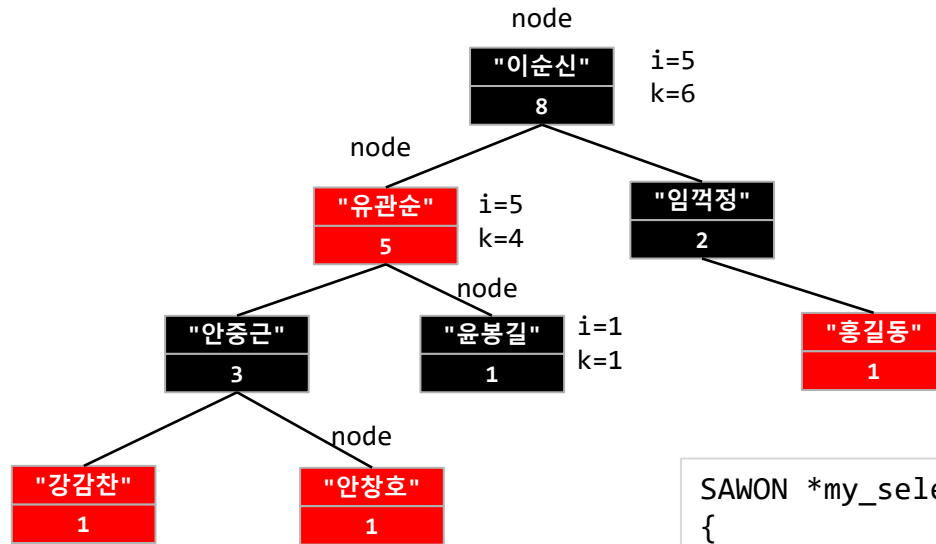 node
"이순신"
8
i=5
k=6
node
"유관순"
5
i=5
k=4
"임꺽정"
2
node
"안중근"
3
"윤봉길"
1
i=1
k=1
"홍길동"
1
node
"강감찬"
1
"안창호"
1
SAWON *my_sele
{